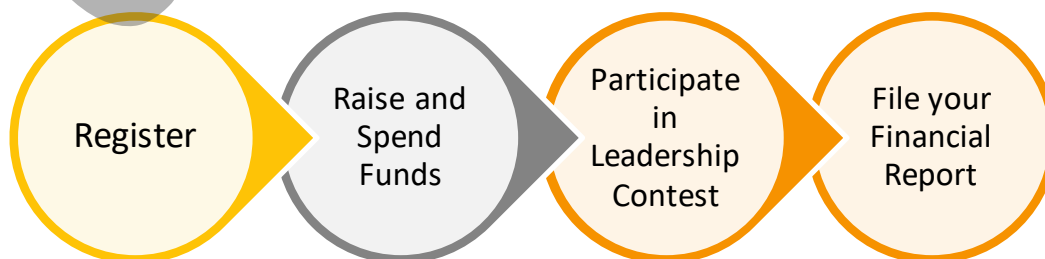 Register
Raise and
Spend
Funds
Participate
in
Leadership
Contest
File your
Financial
Report